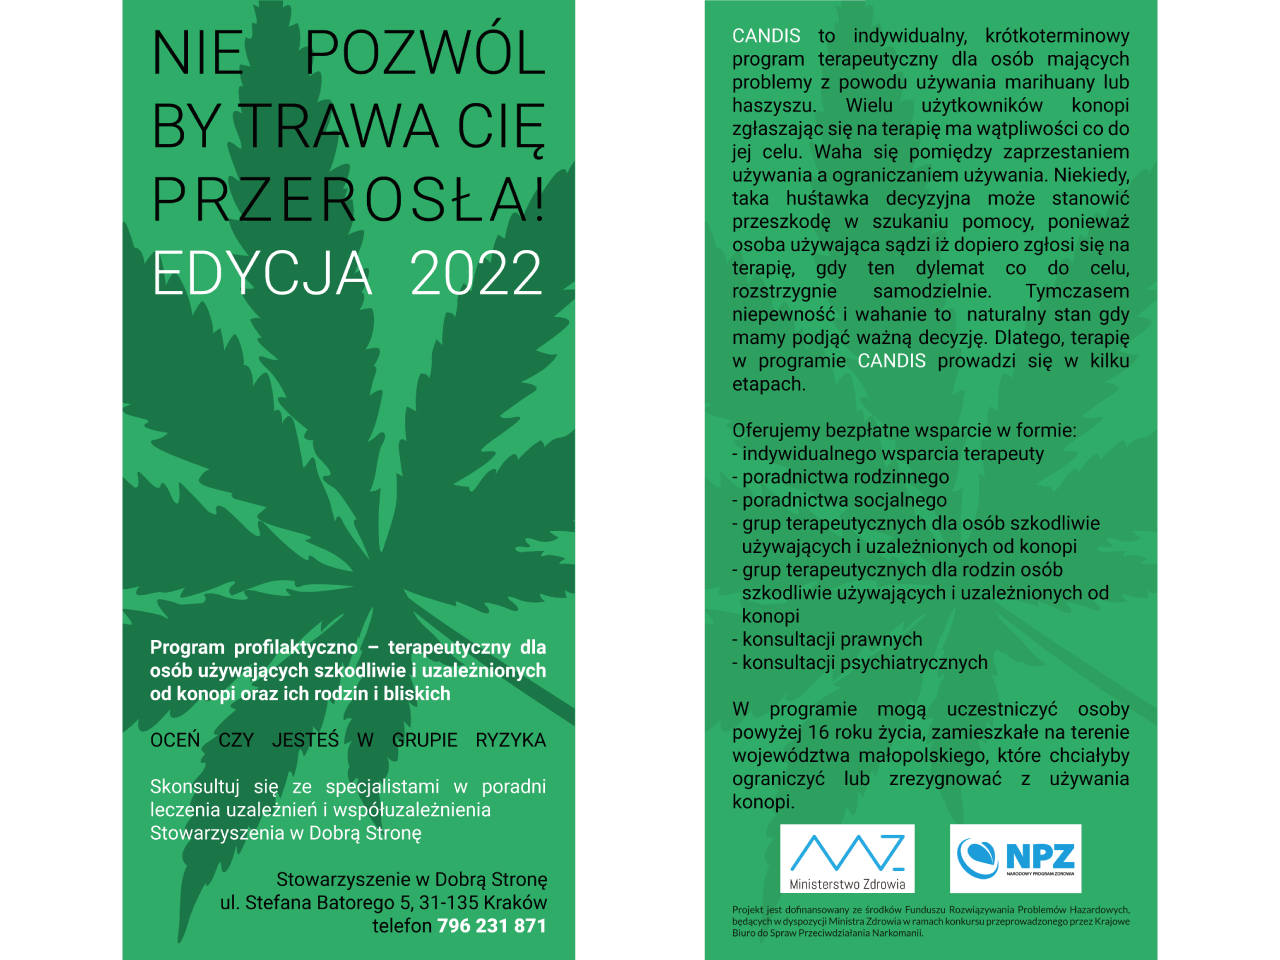 NIE POZWÓL
BY TRAWA CIĘ
PRZEROSŁA!
EDYCJA 2022
Program profilaktyczno – terapeutyczny dla
osób używających szkodliwie i uzależnionych
od konopi oraz ich rodzin i bliskich
OCEŃ CZY JESTEŚ W GRUPIE RYZYKA
Skonsultuj się ze specjalistami w poradni
leczenia uzależnień i współuzależnienia
Stowarzyszenia w Dobrą Stronę
Stowarzyszenie w Dobrą Stronę
ul. Stefana Batorego 5, 31-135 Kraków
telefon 796 231 871
CANDIS to indywidualny, krótkoterminowy
program terapeutyczny dla osób mających
problemy z powodu używania marihuany lub
haszyszu. Wielu użytkowników konopi
zgłaszając się na terapię ma wątpliwości co do
jej celu. Waha się pomiędzy zaprzestaniem
używania a ograniczaniem używania. Niekiedy,
taka huśtawka decyzyjna może stanowić
przeszkodę w szukaniu pomocy, ponieważ
osoba używająca sądzi iż dopiero zgłosi się na
terapię, gdy ten dylemat co do celu,
rozstrzygnie samodzielnie. Tymczasem
niepewność i wahanie to naturalny stan gdy
mamy podjąć ważną decyzję. Dlatego, terapię
w programie CANDIS prowadzi się w kilku
etapach.
Oferujemy bezpłatne wsparcie w formie:
- indywidualnego wsparcia terapeuty
- poradnictwa rodzinnego
- poradnictwa socjalnego
- grup terapeutycznych dla osób szkodliwie
używających i uzależnionych od konopi
- grup terapeutycznych dla rodzin osób
szkodliwie używających i uzależnionych od
konopi
- konsultacji prawnych
- konsultacji psychiatrycznych
W programie mogą uczestniczyć osoby
powyżej 16 roku życia, zamieszkałe na terenie
województwa małopolskiego, które chciałyby
ograniczyć lub zrezygnować z używania
konopi.
Ministerstwo Zdrowia
NPZ
NARODOWY PROGRAM ZDROWIA
Projekt jest dofinansowany ze środków Funduszu Rozwiązywania Problemów Hazardowych,
będących w dyspozycji Ministra Zdrowia w ramach konkursu przeprowadzonego przez Krajowe
Biuro do Spraw Przeciwdziałania Narkomanii.